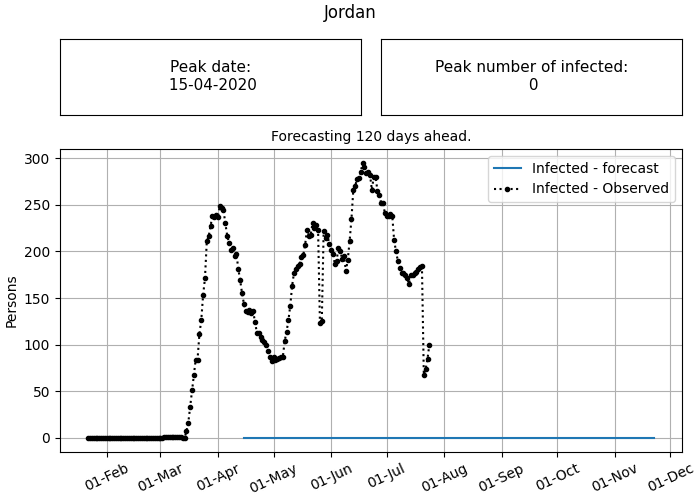 Jordan
Peak date:
15-04-2020
Peak number of infected:
0
Forecasting 120 days ahead.
Infected - forecast
Infected - Observed
Persons
300
250
200
150
100
50
0
01-Feb
01-Mar
01-Apr
01-May
01-Jun
01-Jul
01-Aug
01-Sep
01-Oct
01-Nov
01-Dec